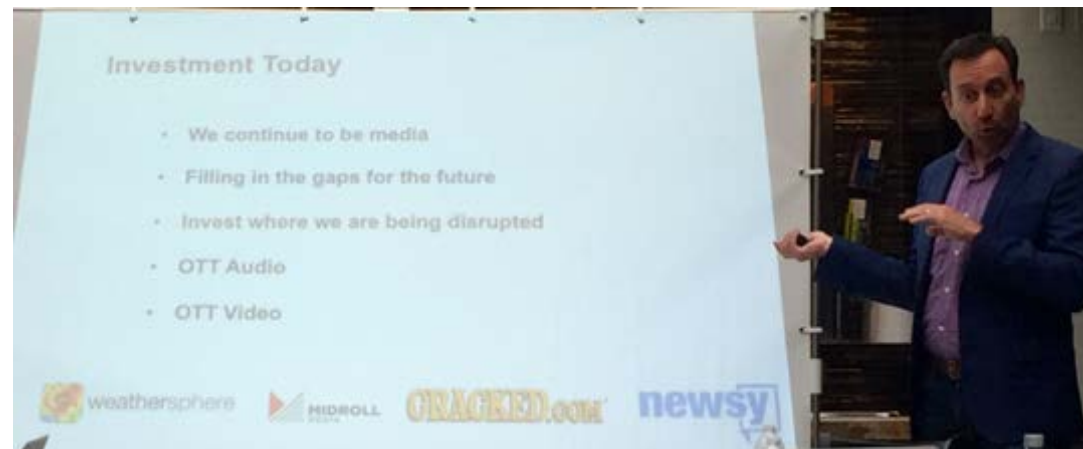 Investment Today
• We continue to be media
• Filling in the gaps for the future
• Invest where we are being disrupted
• OTT Audio
• OTT Video
weathersphere MIDROLL MEDIA CRACKED.COM newsy